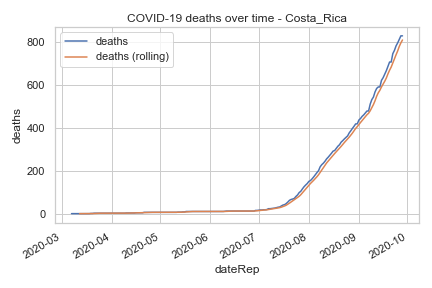 COVID-19 deaths over time - Costa_Rica
deaths
deaths (rolling)
800
600
400
200
0
deaths
2020-03
2020-04
2020-05
2020-06
2020-07
2020-08
2020-09
2020-10
dateRep